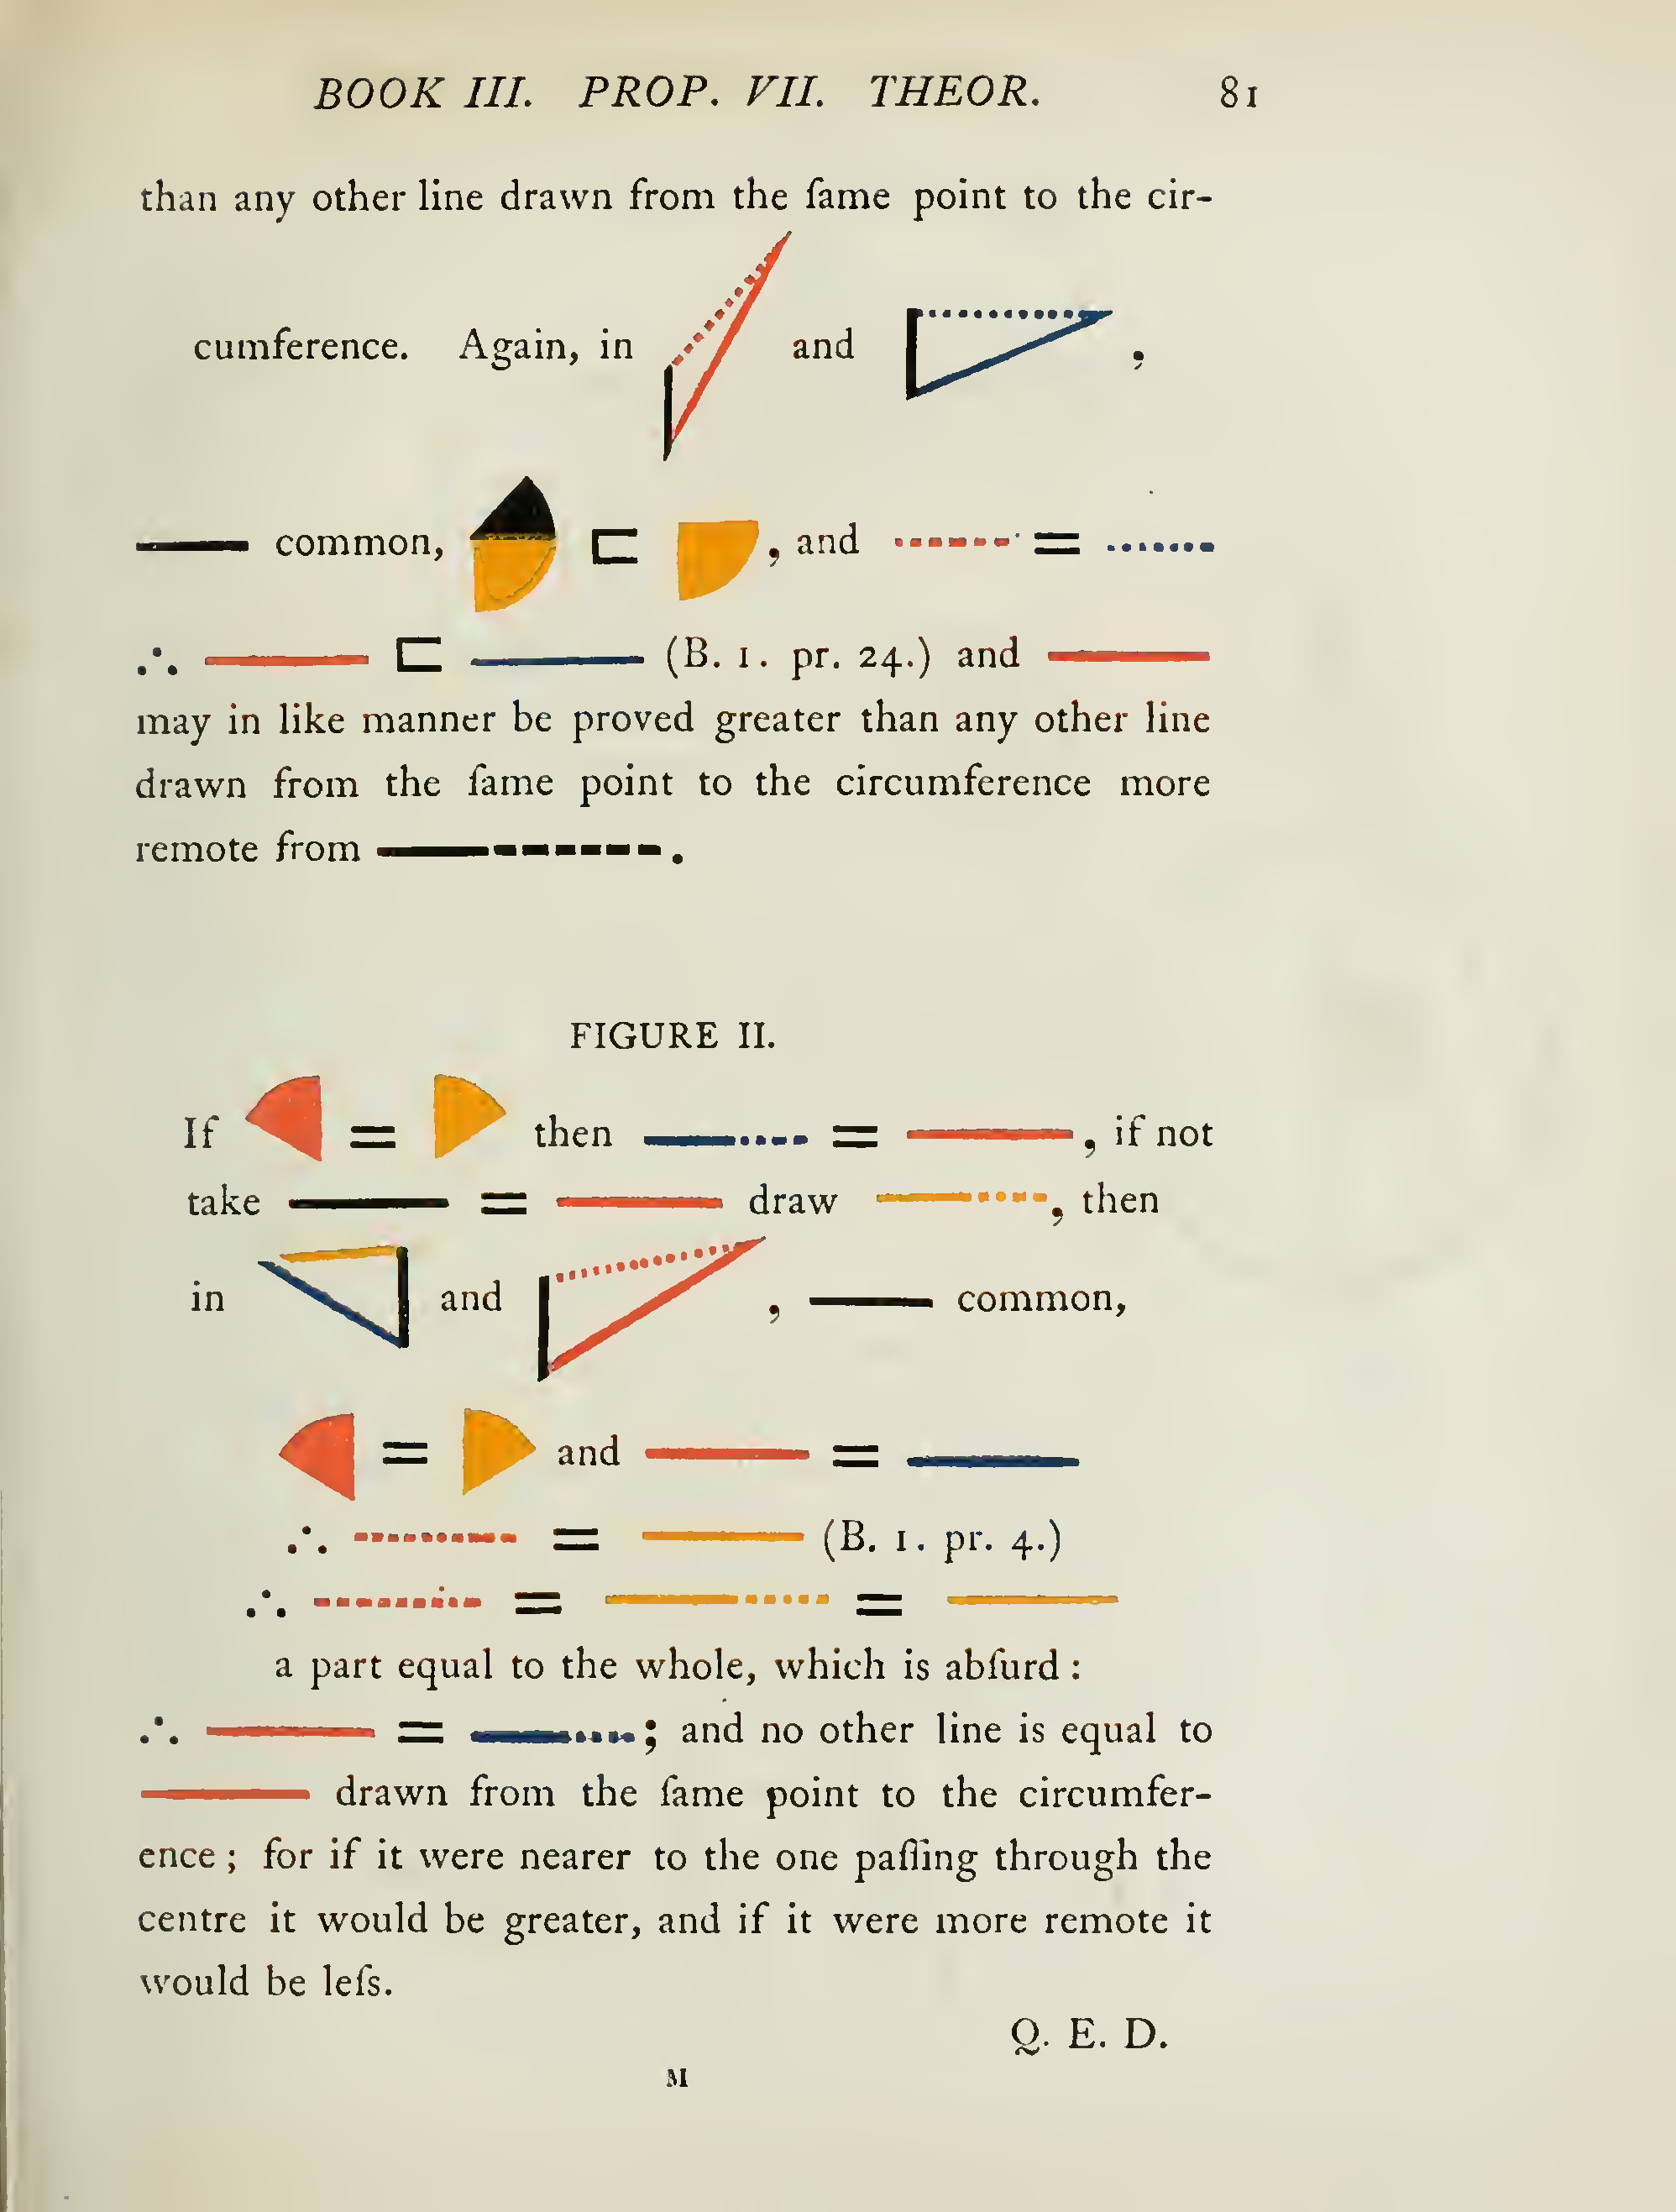 BOOK III. PROP. VII. THEOR. 81
than any other line drawn from the ſame point to the cir-
cumference. Again, in and ,
common, ⊏ , and =
∴ ⊏ (B. 1. pr. 24.) and
may in like manner be proved greater than any other line
drawn from the ſame point to the circumference more
remote from .
FIGURE II.
If = then = , if not
take = draw , then
in and , common,
= and =
∴ = (B. 1. pr. 4.)
∴ = =
a part equal to the whole, which is abſurd :
∴ = ; and no other line is equal to
drawn from the ſame point to the circumfer-
ence ; for if it were nearer to the one paſſing through the
centre it would be greater, and if it were more remote it
would be leſs.
Q. E. D.
M